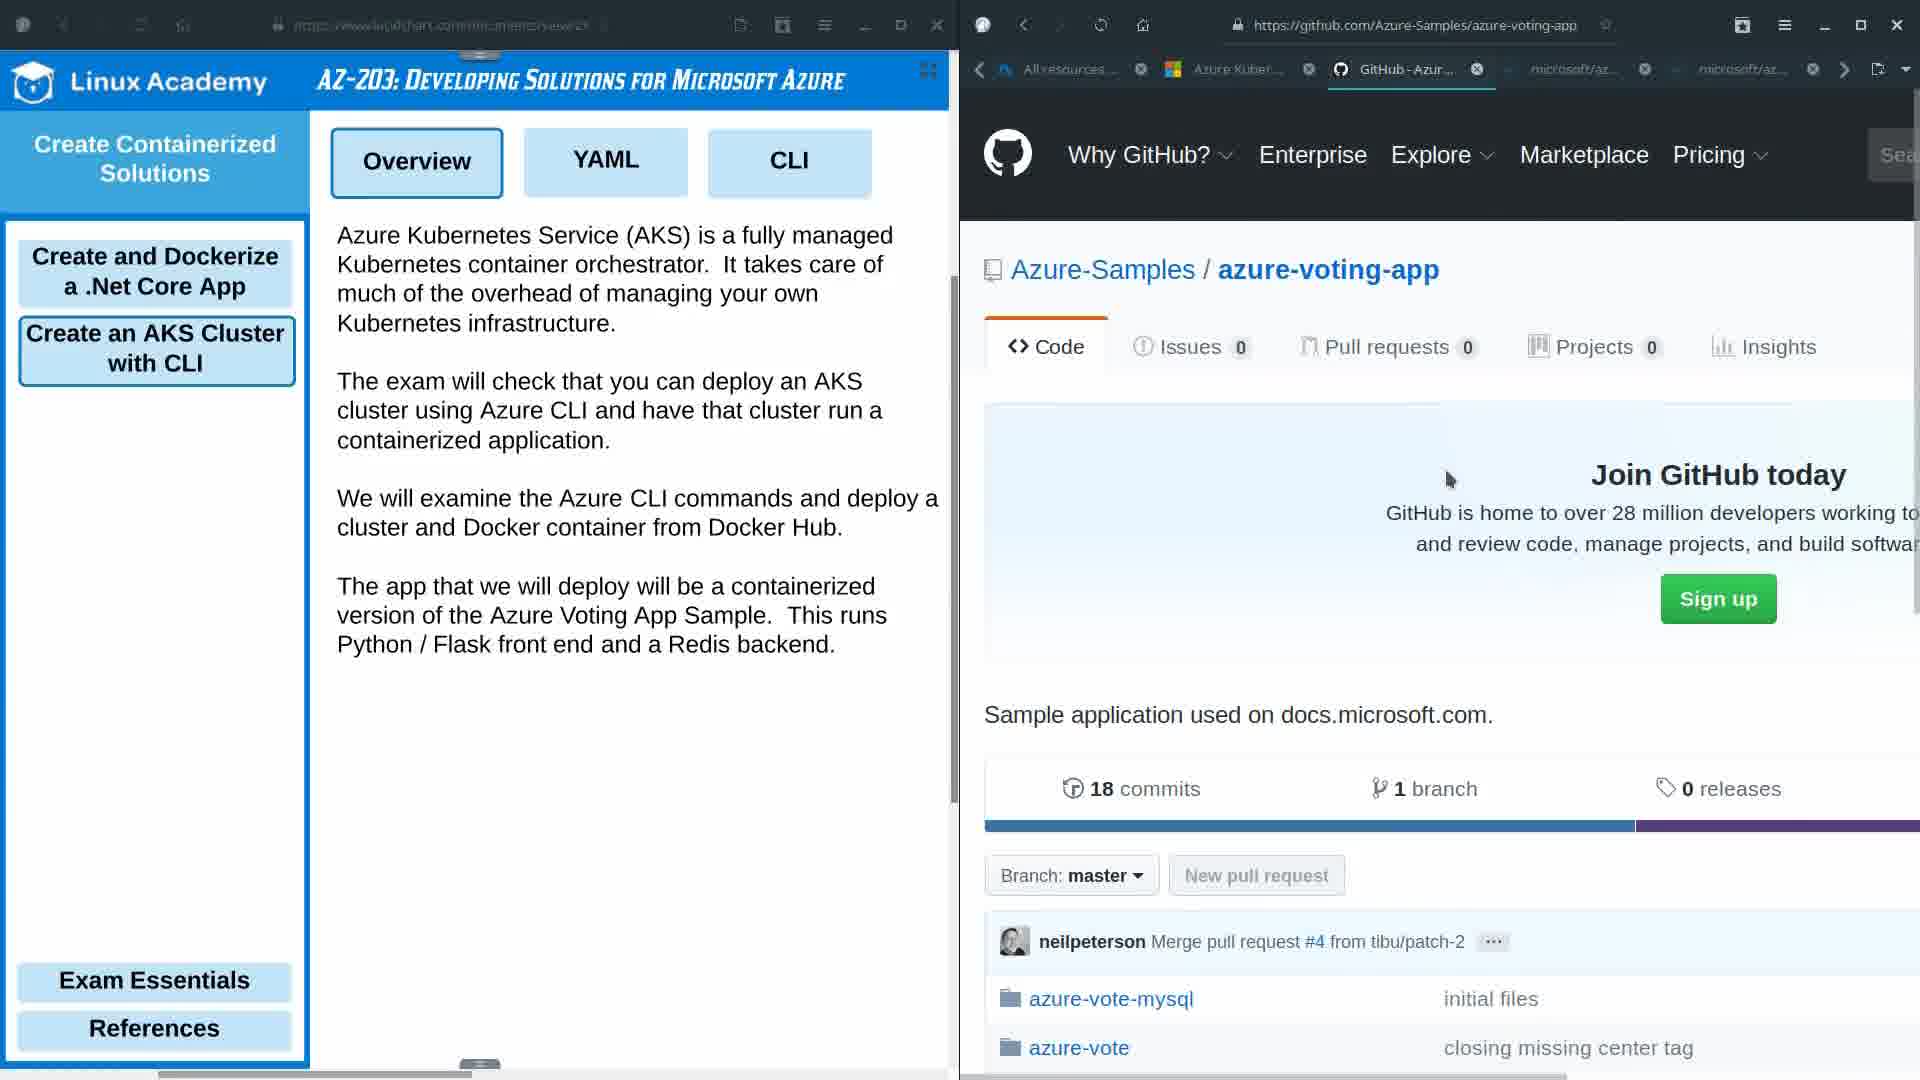 https://github.com/Azure-Samples/azure-voting-app
Linux Academy
AZ-203: Developing Solutions for Microsoft Azure
All resources...
Azure Kuber...
GitHub - Azur...
microsoft/az...
microsoft/az...
Create Containerized
Solutions
Overview
YAML
CLI
Create and Dockerize
a .Net Core App
Create an AKS Cluster
with CLI
Exam Essentials
References
Azure Kubernetes Service (AKS) is a fully managed
Kubernetes container orchestrator.  It takes care of
much of the overhead of managing your own
Kubernetes infrastructure.
The exam will check that you can deploy an AKS
cluster using Azure CLI and have that cluster run a
containerized application.
We will examine the Azure CLI commands and deploy a
cluster and Docker container from Docker Hub.
The app that we will deploy will be a containerized
version of the Azure Voting App Sample.  This runs
Python / Flask front end and a Redis backend.
Why GitHub?
Enterprise
Explore
Marketplace
Pricing
Sea
Azure-Samples / azure-voting-app
Code
Issues 0
Pull requests 0
Projects 0
Insights
Join GitHub today
GitHub is home to over 28 million developers working to
and review code, manage projects, and build softwar
Sign up
Sample application used on docs.microsoft.com.
18 commits
1 branch
0 releases
Branch: master
New pull request
neilpeterson Merge pull request #4 from tibu/patch-2 ...
azure-vote-mysql
initial files
azure-vote
closing missing center tag